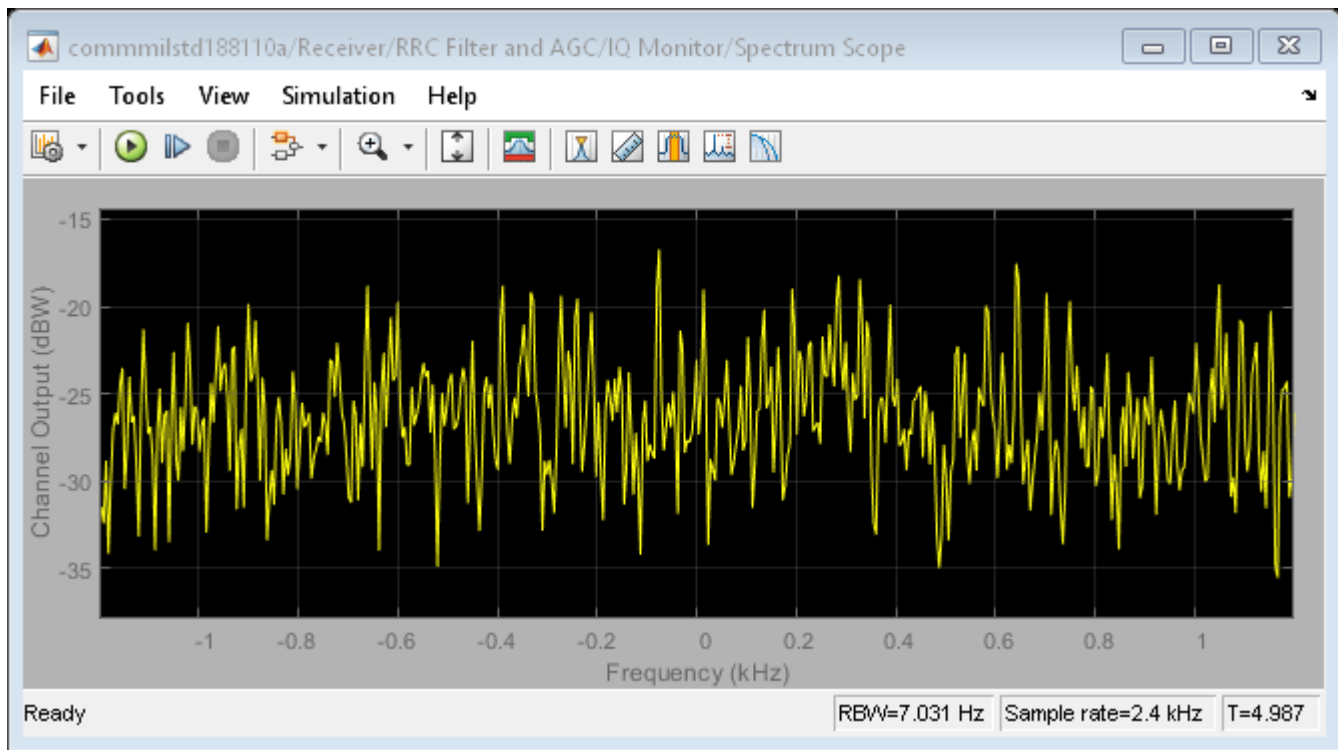 commmilstd188110a/Receiver/RRC Filter and AGC/IQ Monitor/Spectrum Scope
File Tools View Simulation Help
-15
-20
-25
-30
-35
Channel Output (dBW)
-1 -0.8 -0.6 -0.4 -0.2 0 0.2 0.4 0.6 0.8 1
Frequency (kHz)
Ready RBW=7.031 Hz Sample rate=2.4 kHz T=4.987